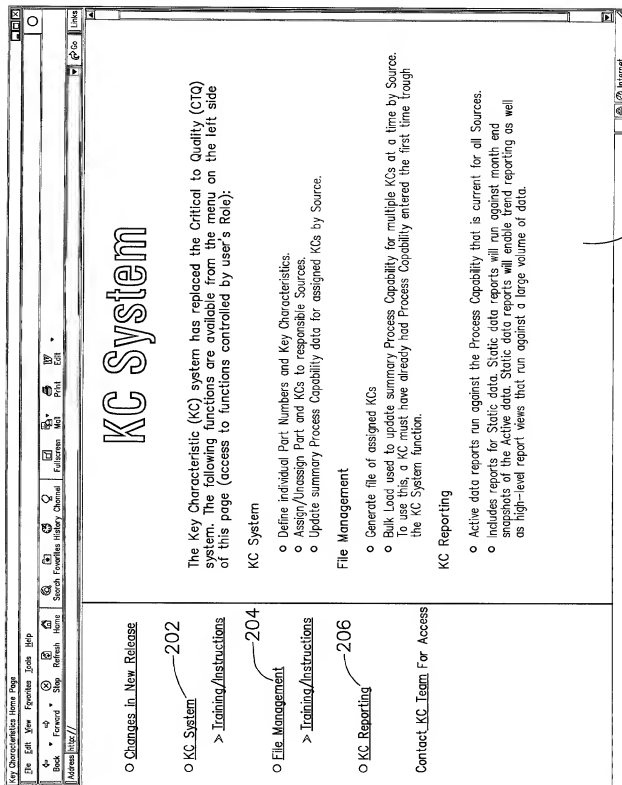 Key Characteristics Home Page
File Edit View Favorites Tools Help
Back Forward Stop Refresh Home Search Favorites History Channel Fullscreen Mail Print Edit
Address http:// Go Links
Changes in New Release
KC System 202
> Training/Instructions
File Management 204
> Training/Instructions
KC Reporting 206
Contact KC Team For Access
KC System
The Key Characteristic (KC) system has replaced the Critical to Quality (CTQ)
system. The following functions are available from the menu on the left side
of this page (access to functions controlled by user's Role):
KC System
o Define individual Part Numbers and Key Characteristics.
o Assign/Unassign Part and KCs to responsible Sources.
o Update summary Process Capability data for assigned KCs by Source.
File Management
o Generate file of assigned KCs
o Bulk Load used to update summary Process Capability for multiple KCs at a time by Source.
To use this, a KC must have already had Process Capability entered the first time trough
the KC System function.
KC Reporting
o Active data reports run against the Process Capability that is current for all Sources.
o Includes reports for Static data. Static data reports will run against month end
snapshots of the Active data. Static data reports will enable trend reporting as well
as high-level report views that run against a large volume of data.
Internet